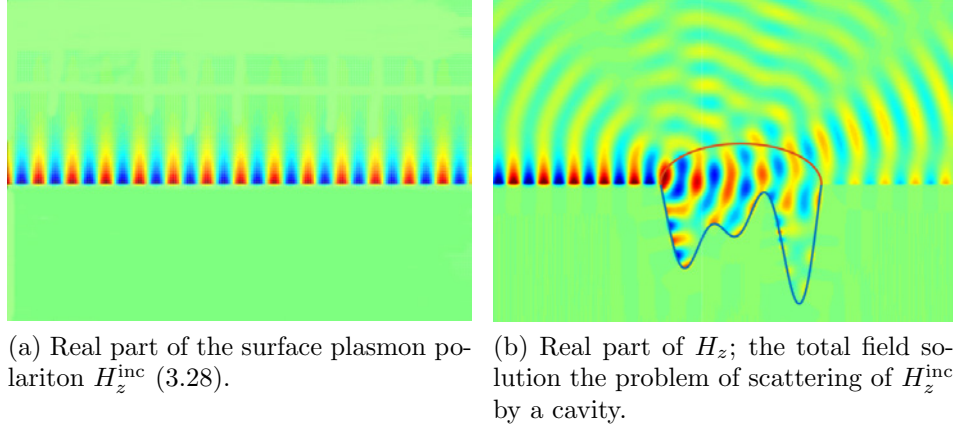 (a) Real part of the surface plasmon po-
lariton H_z^inc (3.28).
(b) Real part of H_z; the total field so-
lution the problem of scattering of H_z^inc
by a cavity.